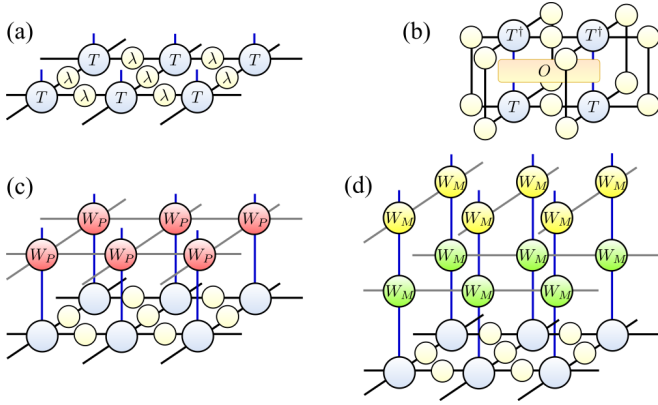 (a)
T λ T λ T
λ λ λ
T λ T λ T
(b)
T† T†
O
T T
(c)
W_P W_P W_P
W_P W_P W_P
(d)
W_M W_M W_M
W_M W_M W_M
W_M W_M W_M
W_M W_M W_M